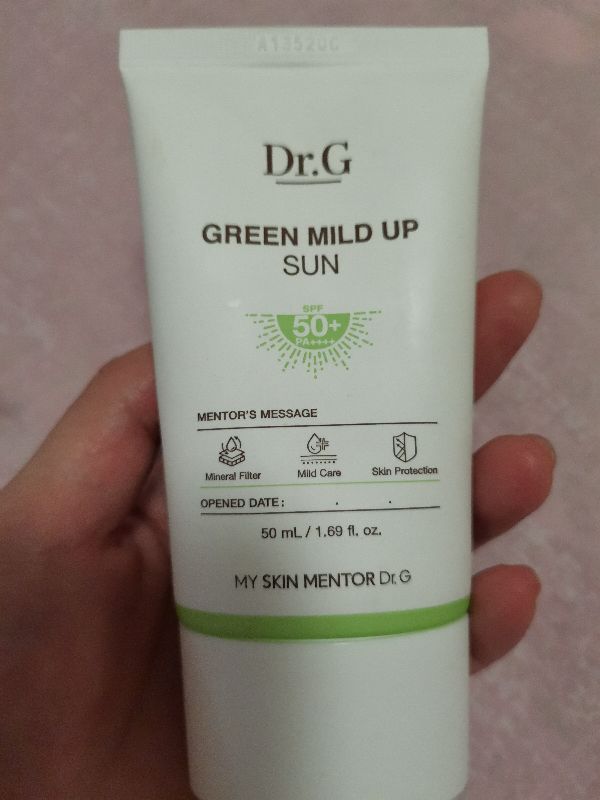 A13520C
Dr.G
GREEN MILD UP
SUN
SPF
50+
PA++++
MENTOR'S MESSAGE
Mineral Filter Mild Care Skin Protection
OPENED DATE : . .
50 mL / 1.69 fl. oz.
MY SKIN MENTOR Dr. G